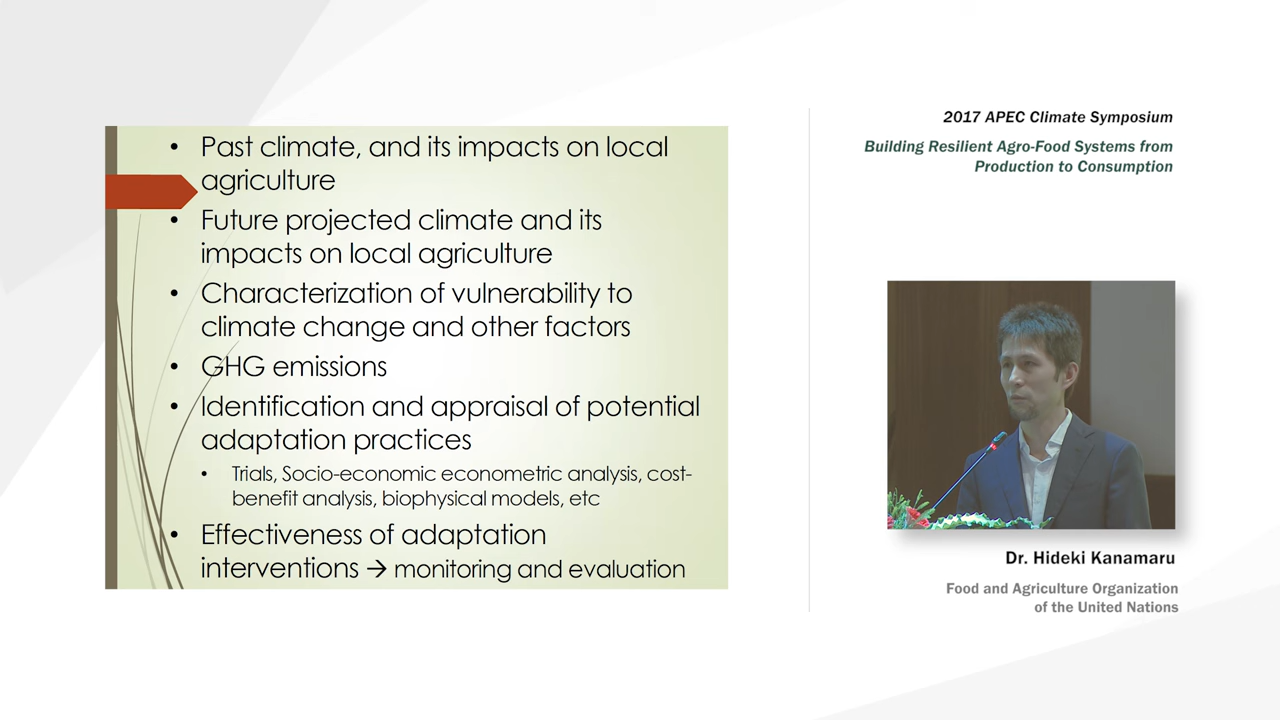 • Past climate, and its impacts on local
agriculture
• Future projected climate and its
impacts on local agriculture
• Characterization of vulnerability to
climate change and other factors
• GHG emissions
• Identification and appraisal of potential
adaptation practices
• Trials, Socio-economic econometric analysis, cost-
benefit analysis, biophysical models, etc
• Effectiveness of adaptation
interventions → monitoring and evaluation
2017 APEC Climate Symposium
Building Resilient Agro-Food Systems from
Production to Consumption
Dr. Hideki Kanamaru
Food and Agriculture Organization
of the United Nations